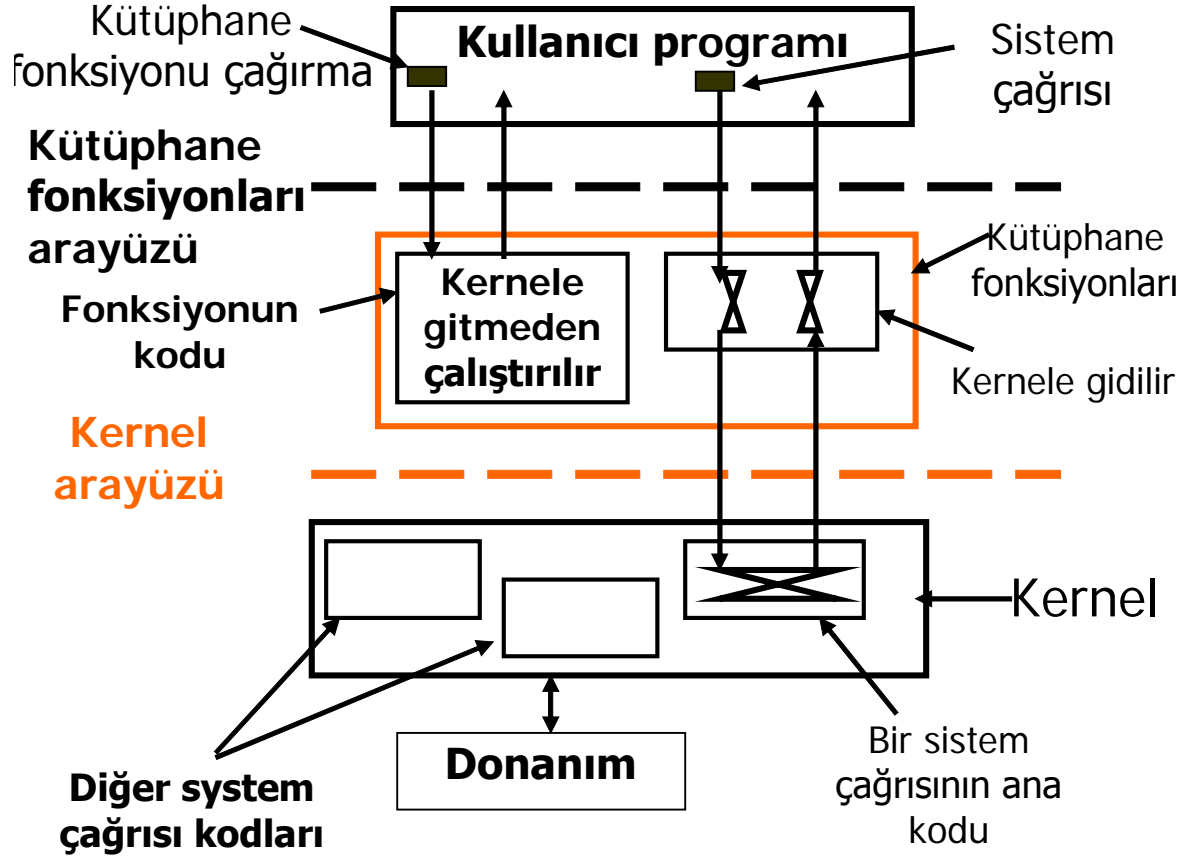 Kütüphane
fonksiyonu çağırma
Kullanıcı programı
Sistem
çağrısı
Kütüphane
fonksiyonları
arayüzü
Kütüphane
fonksiyonları
Fonksiyonun
kodu
Kernele
gitmeden
çalıştırılır
Kernele gidilir
Kernel
arayüzü
Kernel
Donanım
Diğer system
çağrısı kodları
Bir sistem
çağrısının ana
kodu